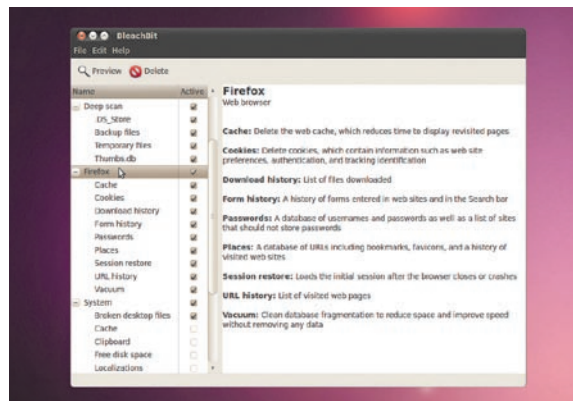 BleachBit
File Edit Help
Preview Delete
Name Active
Deep scan
.DS_Store
Backup files
Temporary files
Thumbs.db
Firefox
Cache
Cookies
Download history
Form history
Passwords
Places
Session restore
URL history
Vacuum
System
Broken desktop files
Cache
Clipboard
Free disk space
Localizations
Firefox
Web browser
Cache: Delete the web cache, which reduces time to display revisited pages
Cookies: Delete cookies, which contain information such as web site
preferences, authentication, and tracking identification
Download history: List of files downloaded
Form history: A history of forms entered in web sites and in the Search bar
Passwords: A database of usernames and passwords as well as a list of sites
that should not store passwords
Places: A database of URLs including bookmarks, favicons, and a history of
visited web sites
Session restore: Loads the initial session after the browser closes or crashes
URL history: List of visited web pages
Vacuum: Clean database fragmentation to reduce space and improve speed
without removing any data